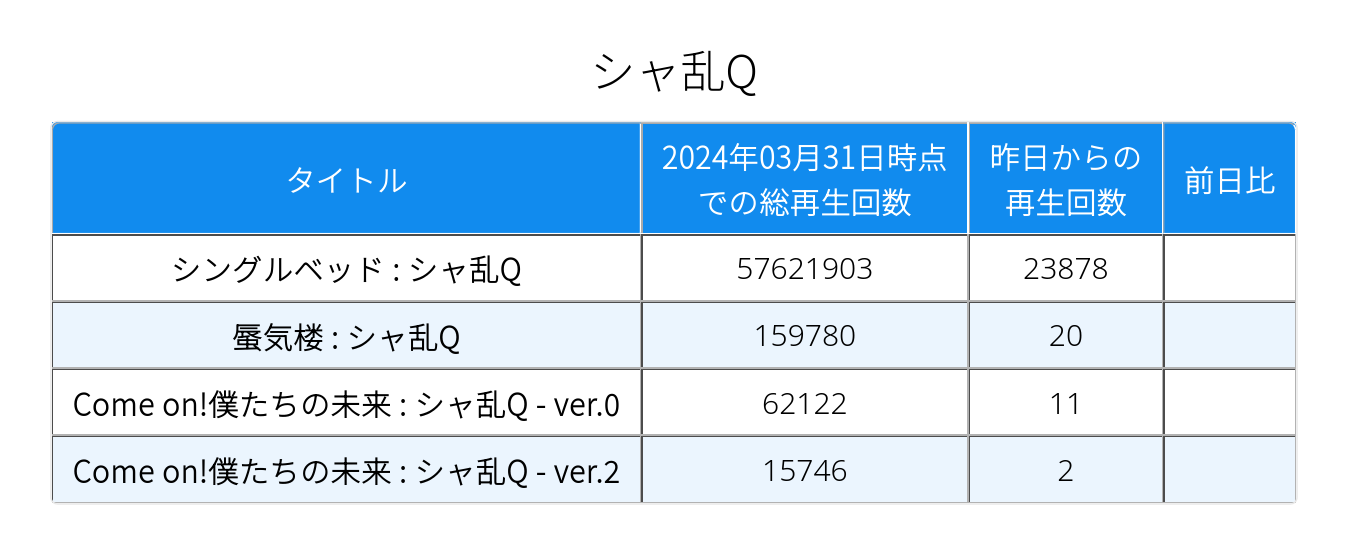 シャ乱Q
タイトル
2024年03月31日時点
での総再生回数
昨日からの
再生回数
前日比
シングルベッド : シャ乱Q 57621903 23878
蜃気楼 : シャ乱Q 159780 20
Come on!僕たちの未来 : シャ乱Q - ver.0 62122 11
Come on!僕たちの未来 : シャ乱Q - ver.2 15746 2